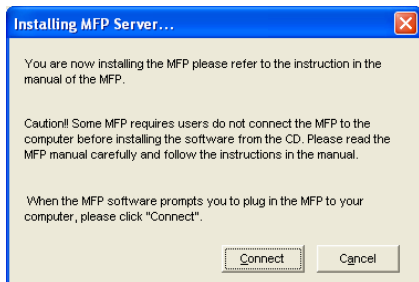 Installing MFP Server...
You are now installing the MFP please refer to the instruction in the
manual of the MFP.
Caution!! Some MFP requires users do not connect the MFP to the
computer before installing the software from the CD. Please read the
MFP manual carefully and follow the instructions in the manual.
When the MFP software prompts you to plug in the MFP to your
computer, please click "Connect".
Connect Cancel